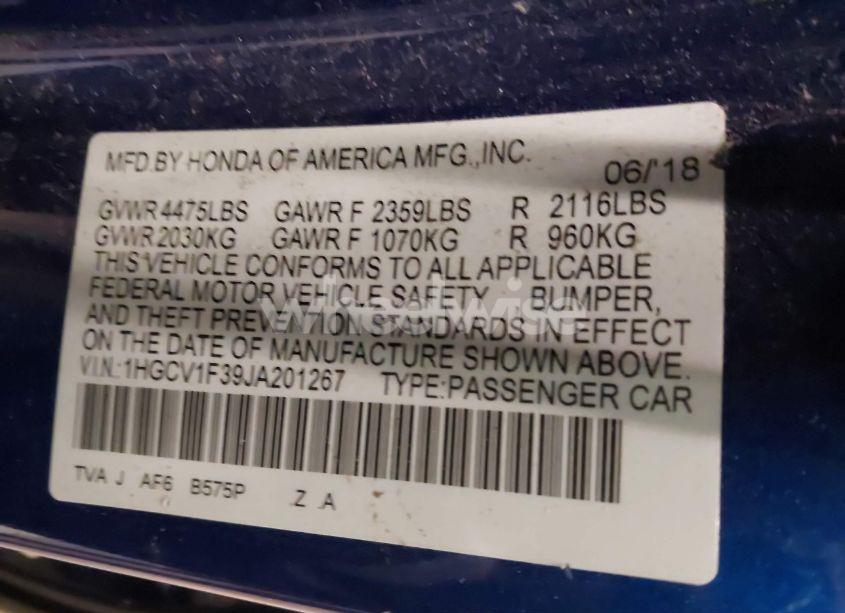 MFD.BY HONDA OF AMERICA MFG.,INC. 06/'18
GVWR 4475LBS GAWR F 2359LBS R 2116LBS
GVWR 2030KG GAWR F 1070KG R 960KG
THIS VEHICLE CONFORMS TO ALL APPLICABLE
FEDERAL MOTOR VEHICLE SAFETY, BUMPER,
AND THEFT PREVENTION STANDARDS IN EFFECT
ON THE DATE OF MANUFACTURE SHOWN ABOVE.
V.I.N.: 1HGCV1F39JA201267 TYPE:PASSENGER CAR
TVA J AF6 B575P Z A